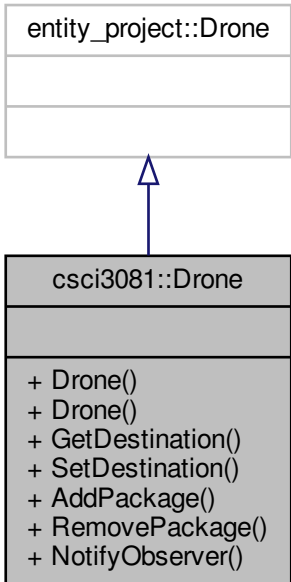 entity_project::Drone
csci3081::Drone
+ Drone()
+ Drone()
+ GetDestination()
+ SetDestination()
+ AddPackage()
+ RemovePackage()
+ NotifyObserver()